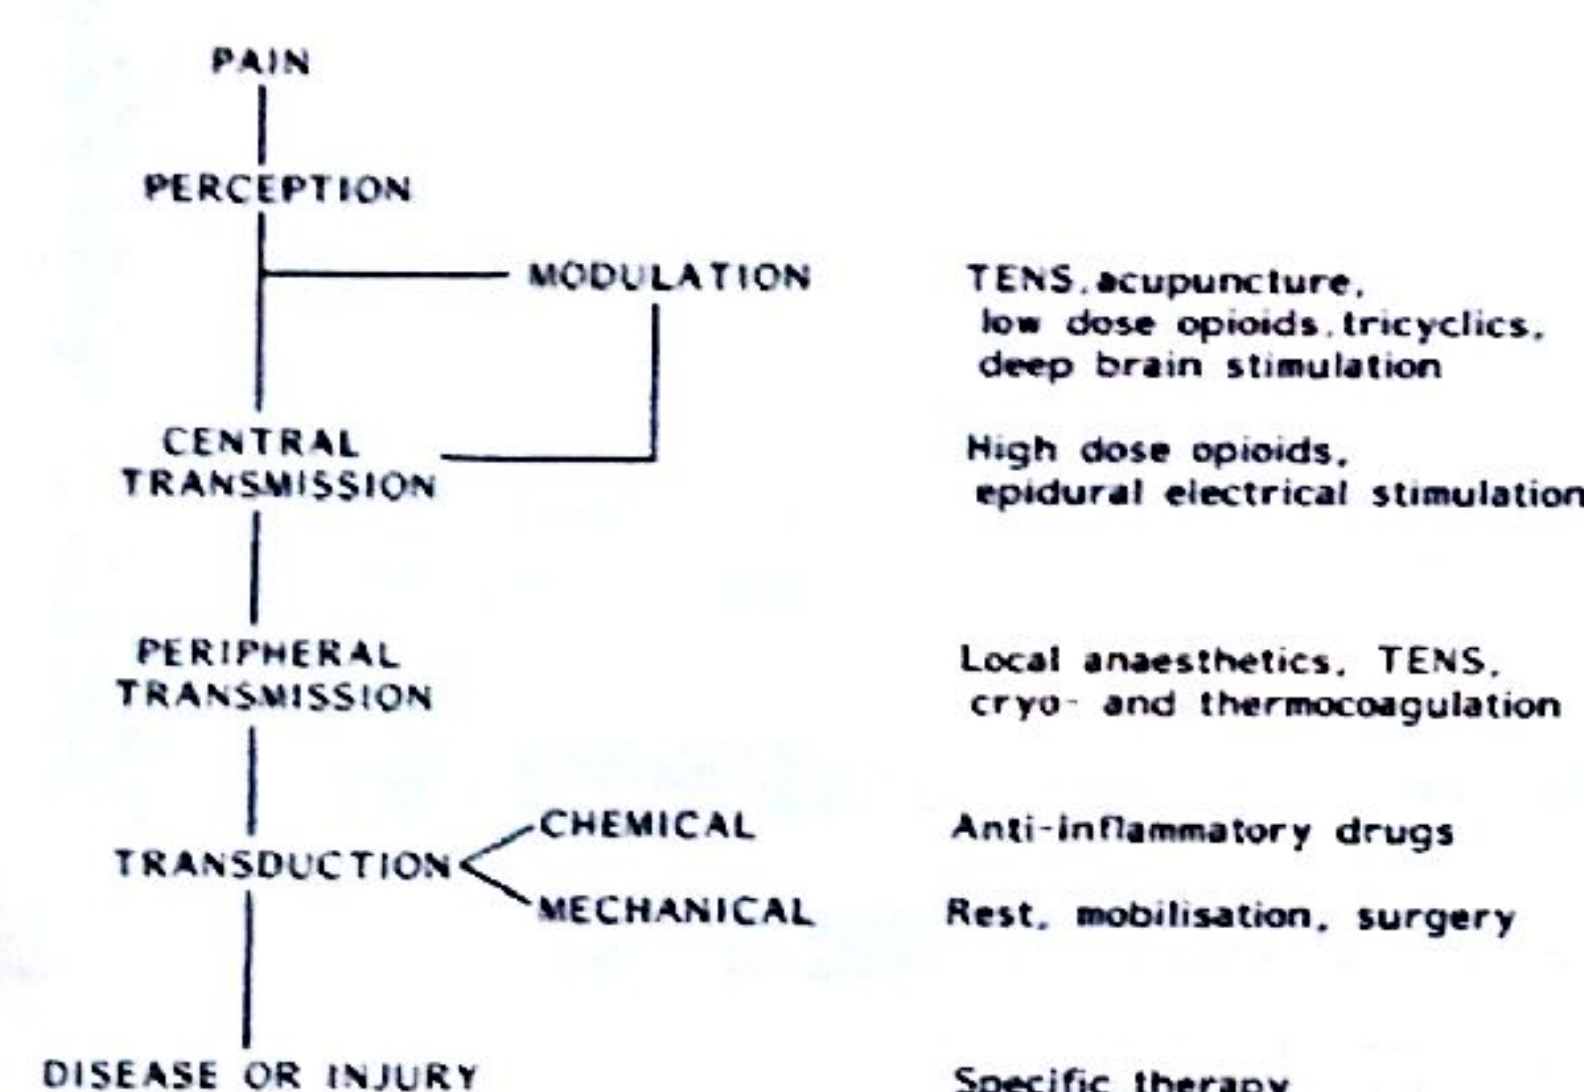 PAIN
PERCEPTION
MODULATION
TENS, acupuncture,
low dose opioids, tricyclics,
deep brain stimulation
CENTRAL
TRANSMISSION
High dose opioids,
epidural electrical stimulation
PERIPHERAL
TRANSMISSION
Local anaesthetics, TENS,
cryo- and thermocoagulation
TRANSDUCTION
CHEMICAL
Anti-inflammatory drugs
MECHANICAL
Rest, mobilisation, surgery
DISEASE OR INJURY
Specific therapy